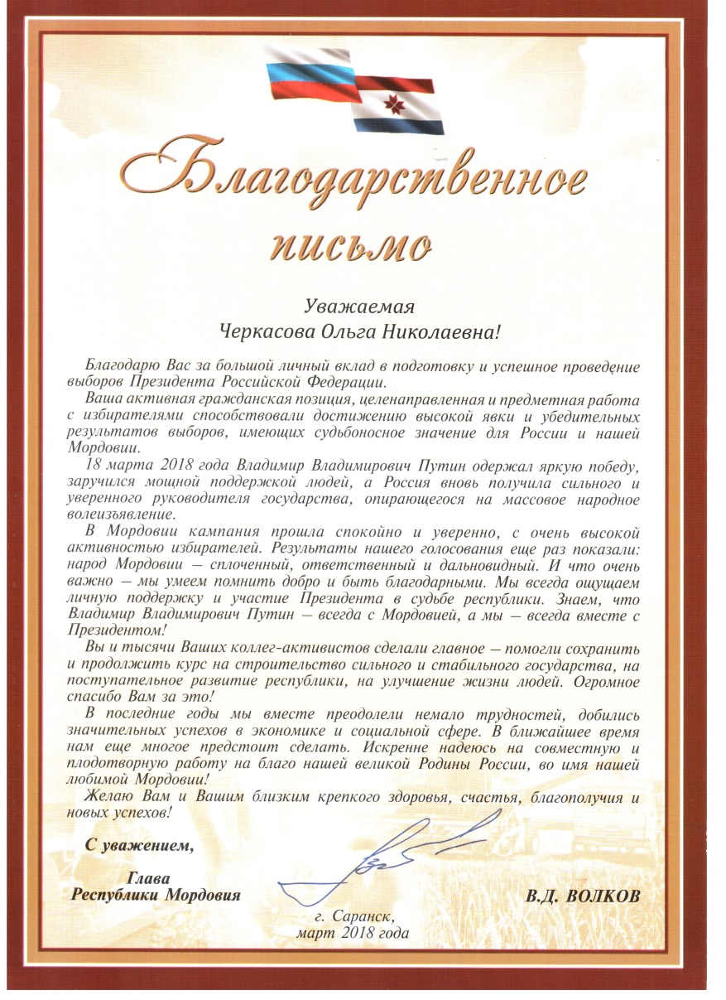 Благодарственное
письмо
Уважаемая
Черкасова Ольга Николаевна!
Благодарю Вас за большой личный вклад в подготовку и успешное проведение
выборов Президента Российской Федерации.
Ваша активная гражданская позиция, целенаправленная и предметная работа
с избирателями способствовали достижению высокой явки и убедительных
результатов выборов, имеющих судьбоносное значение для России и нашей
Мордовии.
18 марта 2018 года Владимир Владимирович Путин одержал яркую победу,
заручился мощной поддержкой людей, а Россия вновь получила сильного и
уверенного руководителя государства, опирающегося на массовое народное
волеизъявление.
В Мордовии кампания прошла спокойно и уверенно, с очень высокой
активностью избирателей. Результаты нашего голосования еще раз показали:
народ Мордовии – сплоченный, ответственный и дальновидный. И что очень
важно – мы умеем помнить добро и быть благодарными. Мы всегда ощущаем
личную поддержку и участие Президента в судьбе республики. Знаем, что
Владимир Владимирович Путин – всегда с Мордовией, а мы – всегда вместе с
Президентом!
Вы и тысячи Ваших коллег-активистов сделали главное – помогли сохранить
и продолжить курс на строительство сильного и стабильного государства, на
поступательное развитие республики, на улучшение жизни людей. Огромное
спасибо Вам за это!
В последние годы мы вместе преодолели немало трудностей, добились
значительных успехов в экономике и социальной сфере. В ближайшее время
нам еще многое предстоит сделать. Искренне надеюсь на совместную и
плодотворную работу на благо нашей великой Родины России, во имя нашей
любимой Мордовии!
Желаю Вам и Вашим близким крепкого здоровья, счастья, благополучия и
новых успехов!
С уважением,
Глава
Республики Мордовия
В.Д. ВОЛКОВ
г. Саранск,
март 2018 года